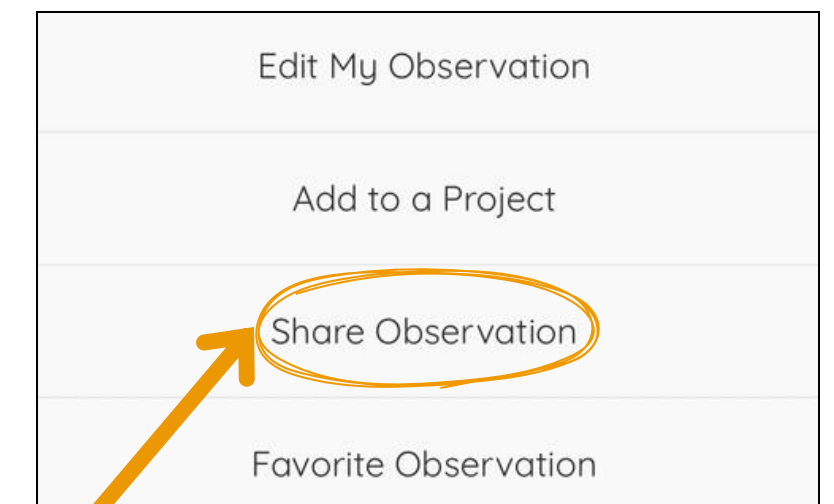 Edit My Observation
Add to a Project
Share Observation
Favorite Observation